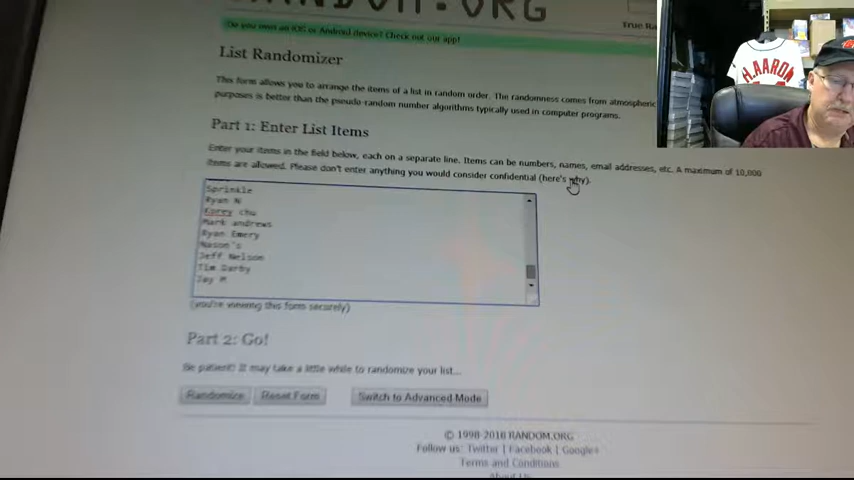 RANDOM.ORG
Do you own an iOS or Android device? Check out our app!
True Ra
List Randomizer
This form allows you to arrange the items of a list in random order. The randomness comes from atmospheric
purposes is better than the pseudo-random number algorithms typically used in computer programs.
Part 1: Enter List Items
Enter your items in the field below, each on a separate line. Items can be numbers, names, email addresses, etc. A maximum of 10,000
items are allowed. Please don't enter anything you would consider confidential (here's why).
Sprinkle
Ryan N
Korey chu
Mark andrews
Ryan Emery
Nason's
Jeff Nelson
Tim Darby
Jay M
(you're viewing this form securely)
Part 2: Go!
Be patient! It may take a little while to randomize your list...
Randomize Reset Form Switch to Advanced Mode
© 1998-2018 RANDOM.ORG
Follow us: Twitter | Facebook | Google+
Terms and Conditions
About Us
H.AARON